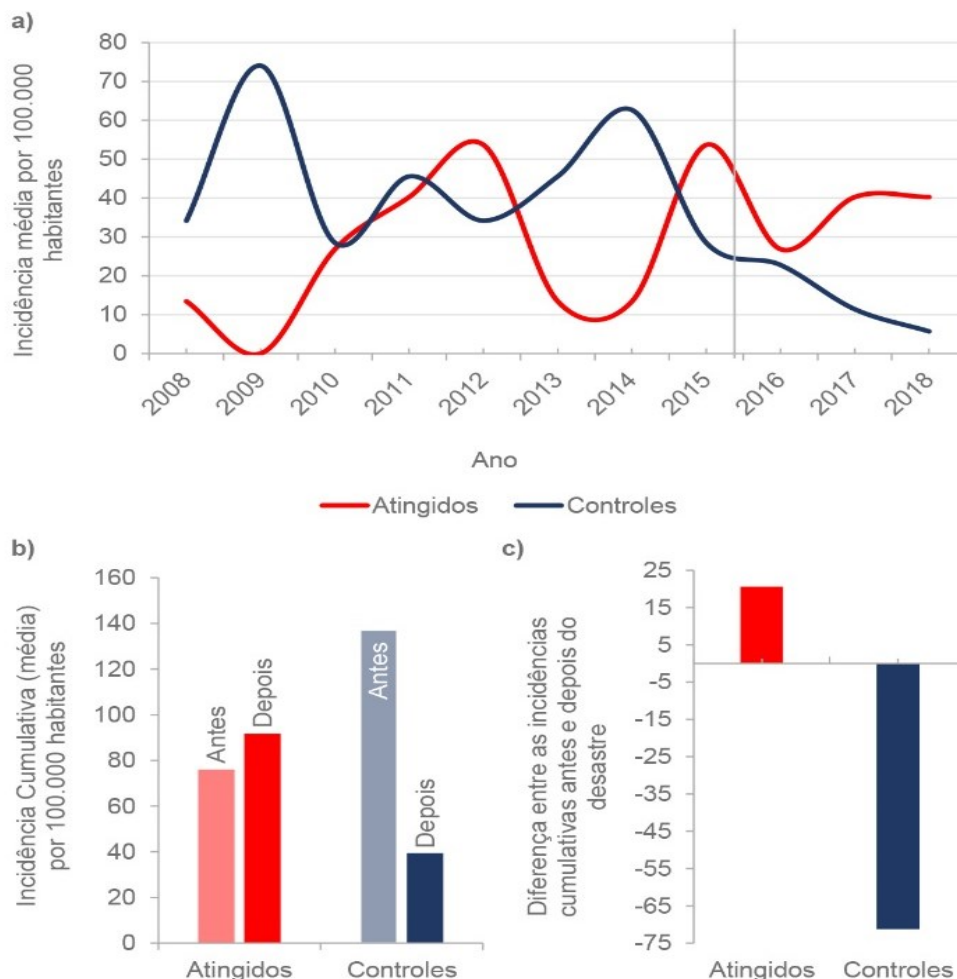 a)
Incidência média por 100.000
habitantes
80
70
60
50
40
30
20
10
0
2008
2009
2010
2011
2012
2013
2014
2015
2016
2017
2018
Ano
Atingidos
Controles
b)
Incidência Cumulativa (média)
por 100.000 habitantes
160
140
120
100
80
60
40
20
0
Antes
Depois
Antes
Depois
Atingidos
Controles
c)
Diferença entre as incidências
cumulativas antes e depois do
desastre
25
15
5
-5
-15
-25
-35
-45
-55
-65
-75
Atingidos
Controles